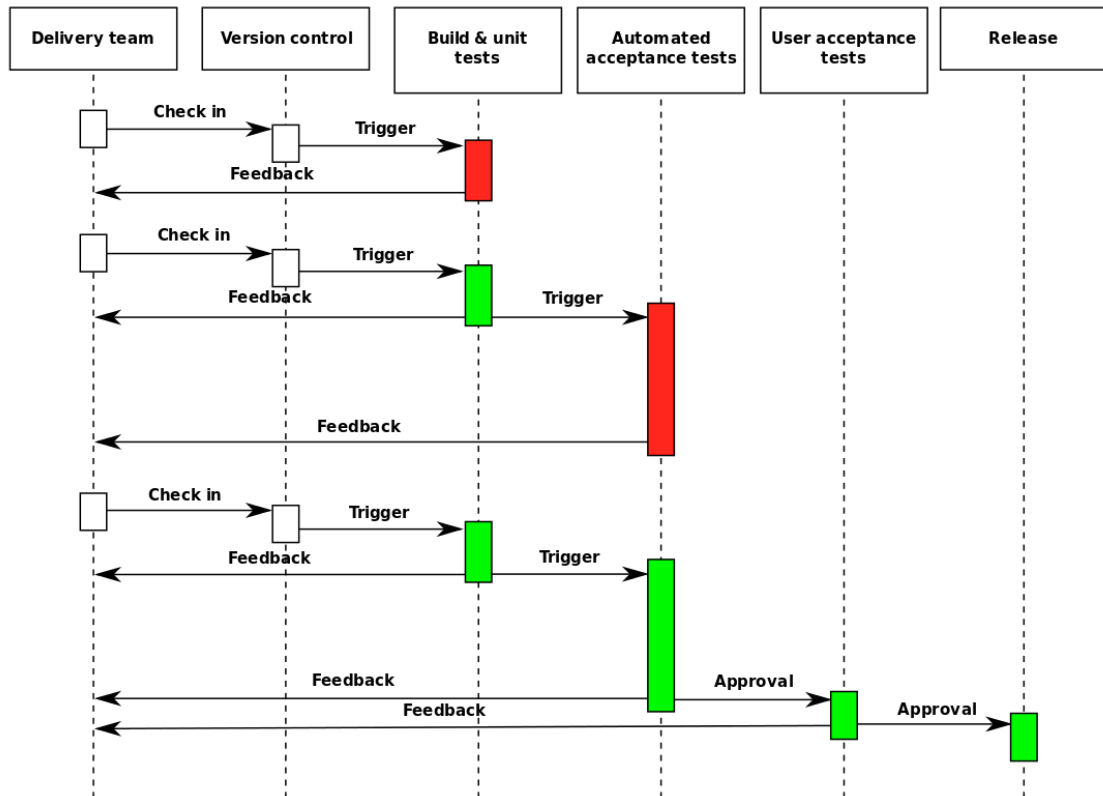 Delivery team
Version control
Build & unit
tests
Automated
acceptance tests
User acceptance
tests
Release
Check in
Trigger
Feedback
Check in
Trigger
Feedback
Trigger
Feedback
Check in
Trigger
Feedback
Trigger
Feedback
Approval
Feedback
Approval